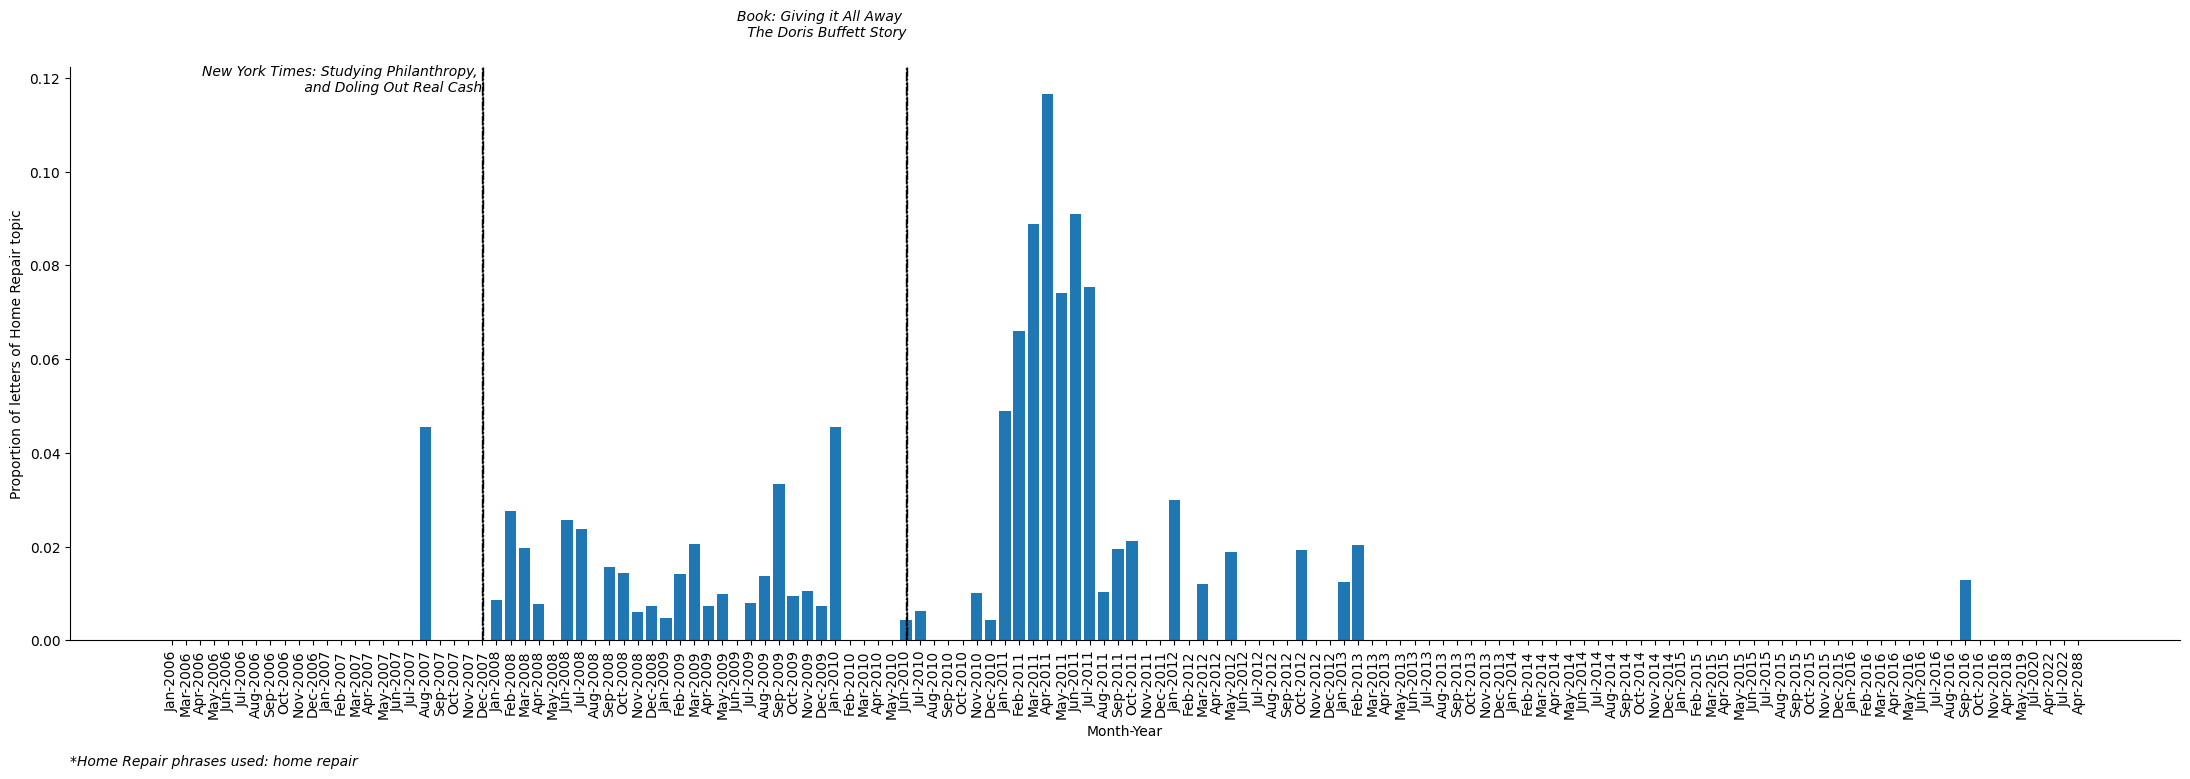 Book: Giving it All Away
The Doris Buffett Story
New York Times: Studying Philanthropy,
and Doling Out Real Cash
0.12
0.10
0.08
0.06
0.04
0.02
0.00
Proportion of letters of Home Repair topic
Jan-2006
Mar-2006
Apr-2006
May-2006
Jun-2006
Jul-2006
Aug-2006
Sep-2006
Oct-2006
Nov-2006
Dec-2006
Jan-2007
Feb-2007
Mar-2007
Apr-2007
May-2007
Jun-2007
Jul-2007
Aug-2007
Sep-2007
Oct-2007
Nov-2007
Dec-2007
Jan-2008
Feb-2008
Mar-2008
Apr-2008
May-2008
Jun-2008
Jul-2008
Aug-2008
Sep-2008
Oct-2008
Nov-2008
Dec-2008
Jan-2009
Feb-2009
Mar-2009
Apr-2009
May-2009
Jun-2009
Jul-2009
Aug-2009
Sep-2009
Oct-2009
Nov-2009
Dec-2009
Jan-2010
Feb-2010
Mar-2010
Apr-2010
May-2010
Jun-2010
Jul-2010
Aug-2010
Sep-2010
Oct-2010
Nov-2010
Dec-2010
Jan-2011
Feb-2011
Mar-2011
Apr-2011
May-2011
Jun-2011
Jul-2011
Aug-2011
Sep-2011
Oct-2011
Nov-2011
Dec-2011
Jan-2012
Feb-2012
Mar-2012
Apr-2012
May-2012
Jun-2012
Jul-2012
Aug-2012
Sep-2012
Oct-2012
Nov-2012
Dec-2012
Jan-2013
Feb-2013
Mar-2013
Apr-2013
May-2013
Jun-2013
Jul-2013
Aug-2013
Sep-2013
Oct-2013
Nov-2013
Dec-2013
Jan-2014
Feb-2014
Mar-2014
Apr-2014
May-2014
Jun-2014
Jul-2014
Aug-2014
Sep-2014
Oct-2014
Nov-2014
Dec-2014
Jan-2015
Feb-2015
Mar-2015
Apr-2015
May-2015
Jun-2015
Jul-2015
Aug-2015
Sep-2015
Oct-2015
Nov-2015
Dec-2015
Jan-2016
Feb-2016
Mar-2016
Apr-2016
May-2016
Jun-2016
Jul-2016
Aug-2016
Sep-2016
Oct-2016
Nov-2016
Apr-2018
May-2019
Jul-2020
Apr-2022
Jul-2022
Apr-2088
Month-Year
*Home Repair phrases used: home repair